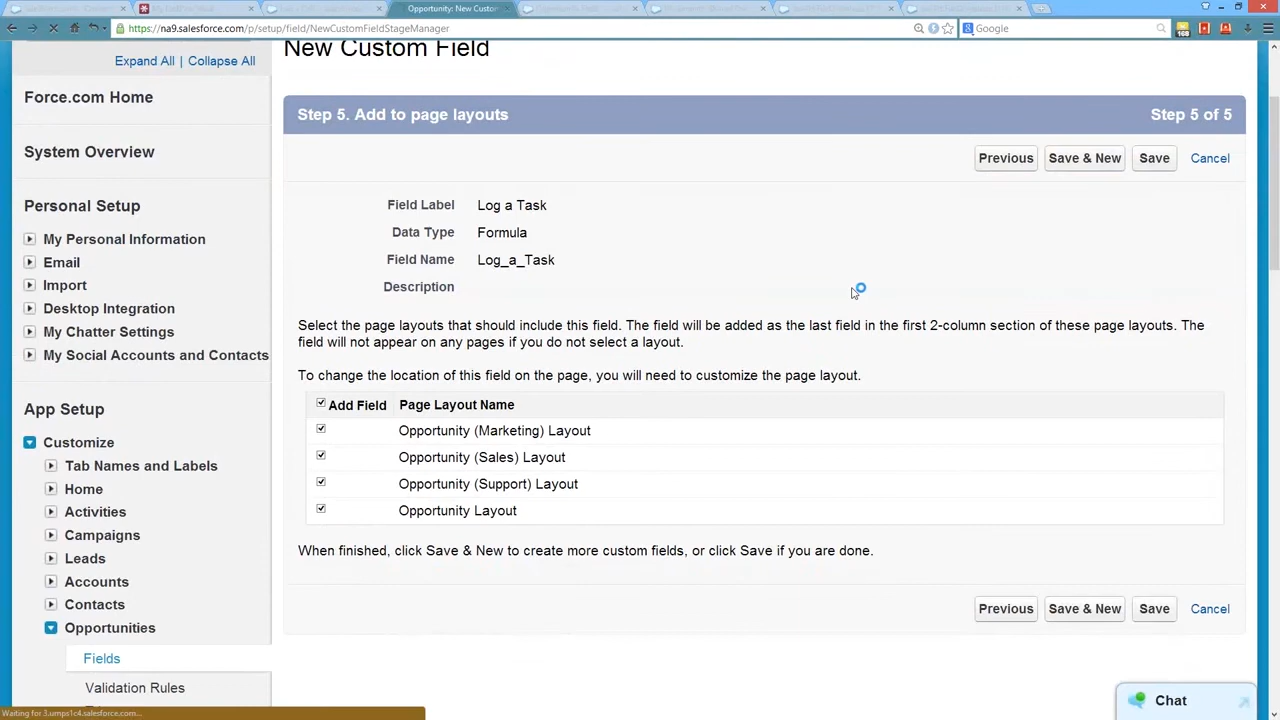 Opportunity: New Custor
https://na9.salesforce.com/p/setup/field/NewCustomFieldStageManager
Google
Expand All | Collapse All
Force.com Home
System Overview
Personal Setup
My Personal Information
Email
Import
Desktop Integration
My Chatter Settings
My Social Accounts and Contacts
App Setup
Customize
Tab Names and Labels
Home
Activities
Campaigns
Leads
Accounts
Contacts
Opportunities
Fields
Validation Rules
New Custom Field
Step 5. Add to page layouts
Step 5 of 5
Previous Save & New Save Cancel
Field Label Log a Task
Data Type Formula
Field Name Log_a_Task
Description
Select the page layouts that should include this field. The field will be added as the last field in the first 2-column section of these page layouts. The
field will not appear on any pages if you do not select a layout.
To change the location of this field on the page, you will need to customize the page layout.
Add Field Page Layout Name
Opportunity (Marketing) Layout
Opportunity (Sales) Layout
Opportunity (Support) Layout
Opportunity Layout
When finished, click Save & New to create more custom fields, or click Save if you are done.
Previous Save & New Save Cancel
Chat
Waiting for 3.umps1c4.salesforce.com...